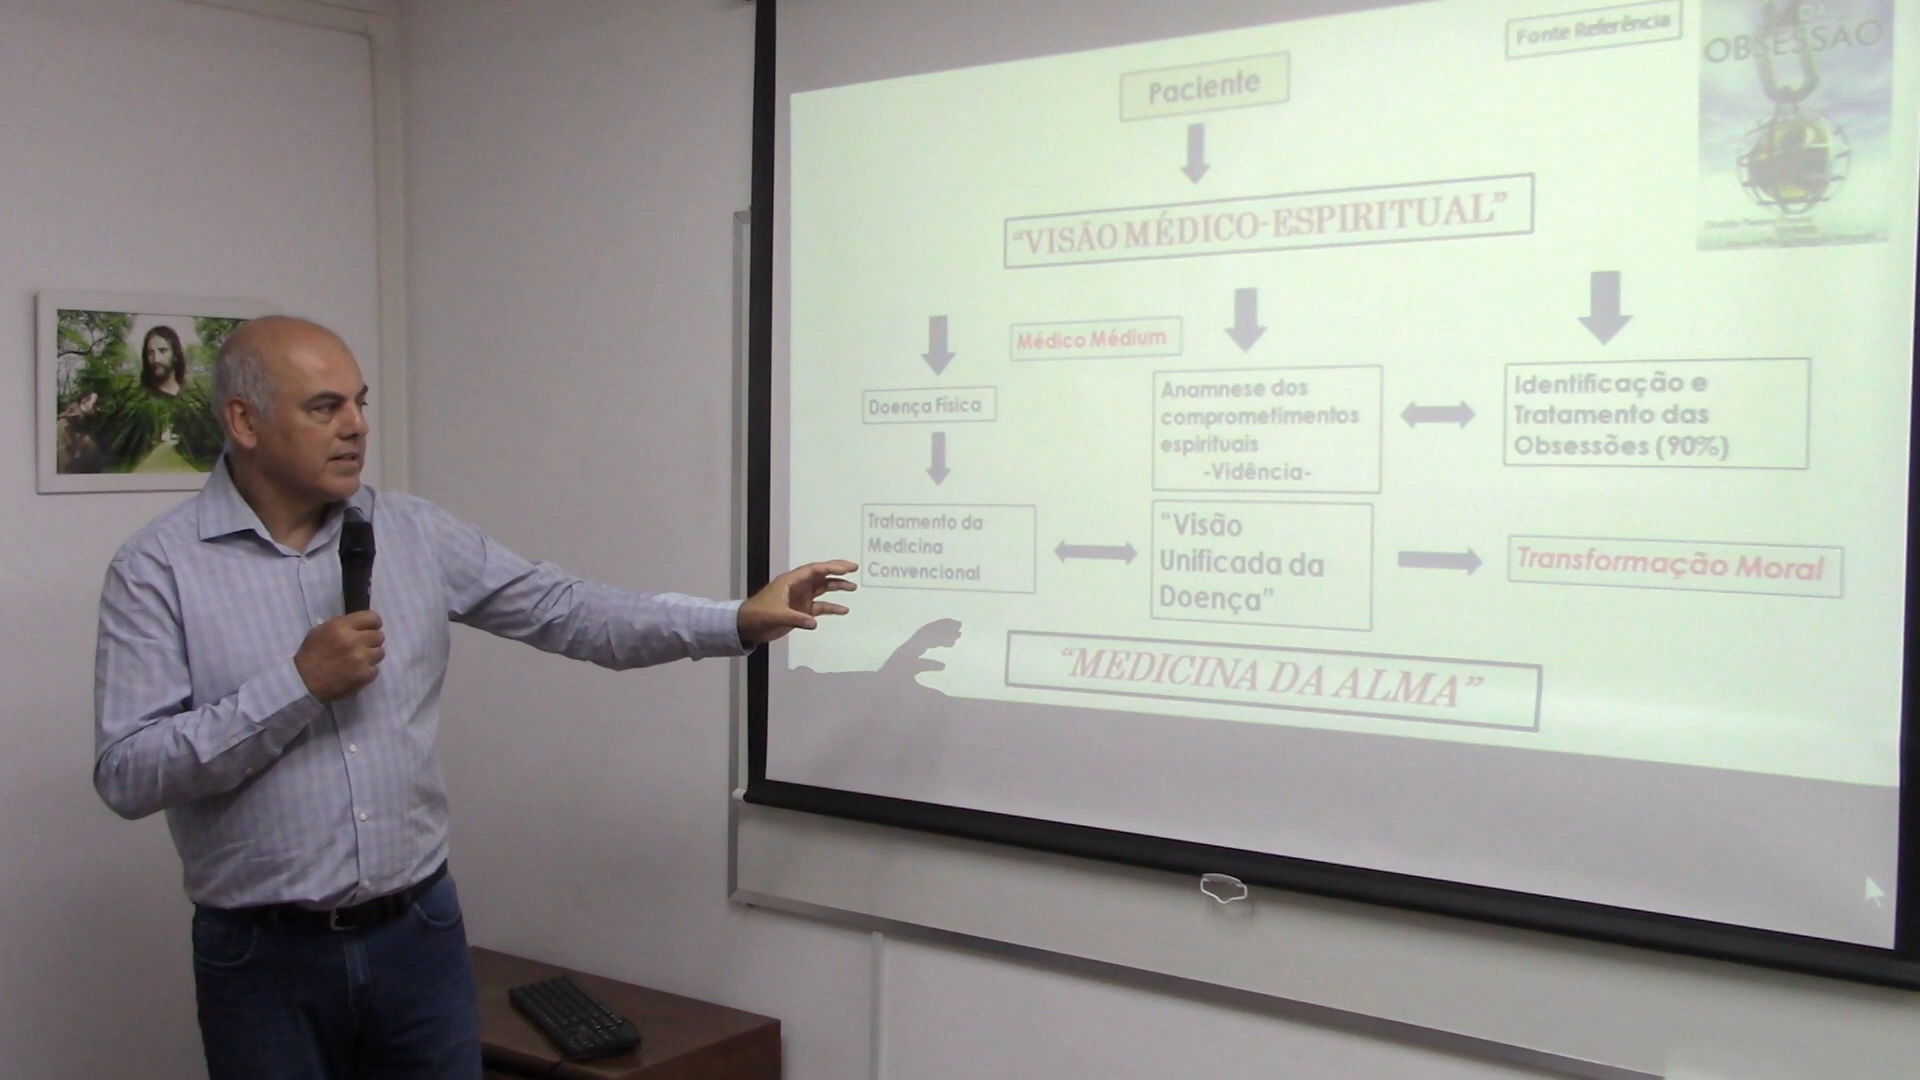 Fonte Referência
DA
OBSESSÃO
Paciente
"VISÃO MÉDICO-ESPIRITUAL"
Médico Médium
Doença Física
Anamnese dos
comprometimentos
espirituais
-Vidência-
Identificação e
Tratamento das
Obsessões (90%)
Tratamento da
Medicina
Convencional
"Visão
Unificada da
Doença"
Transformação Moral
"MEDICINA DA ALMA"